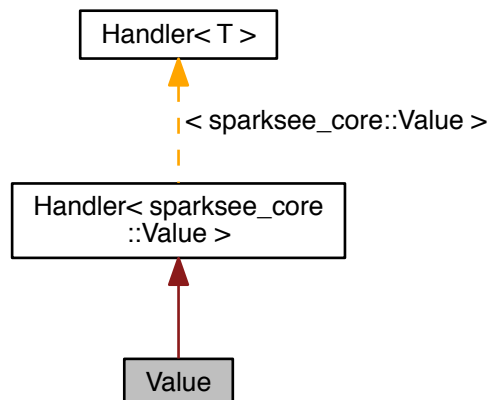 Handler< T >
< sparksee_core::Value >
Handler< sparksee_core
::Value >
Value